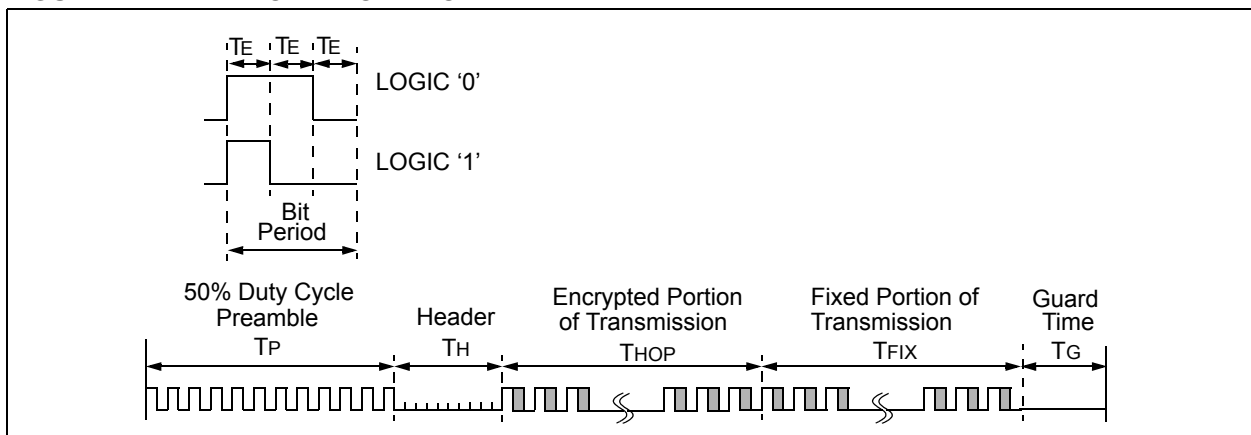 TE TE TE
LOGIC ‘0’
LOGIC ‘1’
Bit
Period
50% Duty Cycle
Preamble
TP
Header
TH
Encrypted Portion
of Transmission
THOP
Fixed Portion of
Transmission
TFIX
Guard
Time
TG